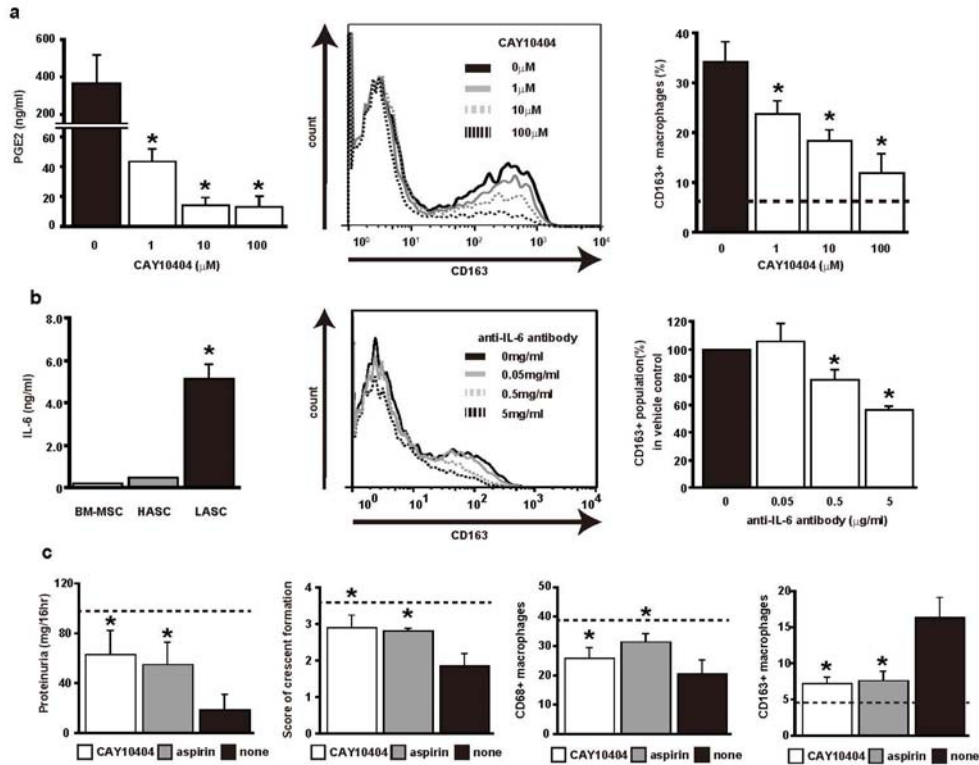 a
PGE2 (ng/ml)
600
400
200
60
40
20
0
*
*
*
0
1
10
100
CAY10404 (μM)
count
CAY10404
0μM
1μM
10μM
100μM
10⁰
10¹
10²
10³
10⁴
CD163
CD163+ macrophages (%)
40
30
20
10
0
*
*
*
0
1
10
100
CAY10404 (μM)
b
IL-6 (ng/ml)
8.0
6.0
4.0
2.0
0
*
BM-MSC
HASC
LASC
count
anti-IL-6 antibody
0mg/ml
0.05mg/ml
0.5mg/ml
5mg/ml
10⁰
10¹
10²
10³
10⁴
CD163
CD163+ population(%)
in vehicle control
120
100
80
60
40
20
0
*
*
0
0.05
0.5
5
anti-IL-6 antibody (μg/ml)
c
Proteinuria (mg/16hr)
120
90
60
30
0
*
*
CAY10404
aspirin
none
Score of crescent formation
4
3
2
1
0
*
*
CAY10404
aspirin
none
CD68+ macrophages
50
40
30
20
10
0
*
*
CAY10404
aspirin
none
CD163+ macrophages
20
15
10
5
0
*
*
CAY10404
aspirin
none